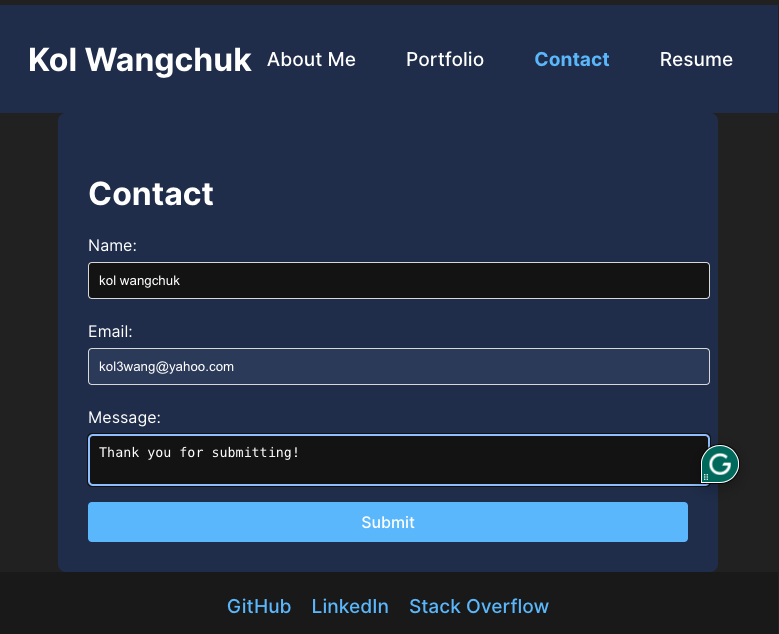 Kol Wangchuk About Me Portfolio Contact Resume
Contact
Name:
kol wangchuk
Email:
kol3wang@yahoo.com
Message:
Thank you for submitting!
G
Submit
GitHub LinkedIn Stack Overflow